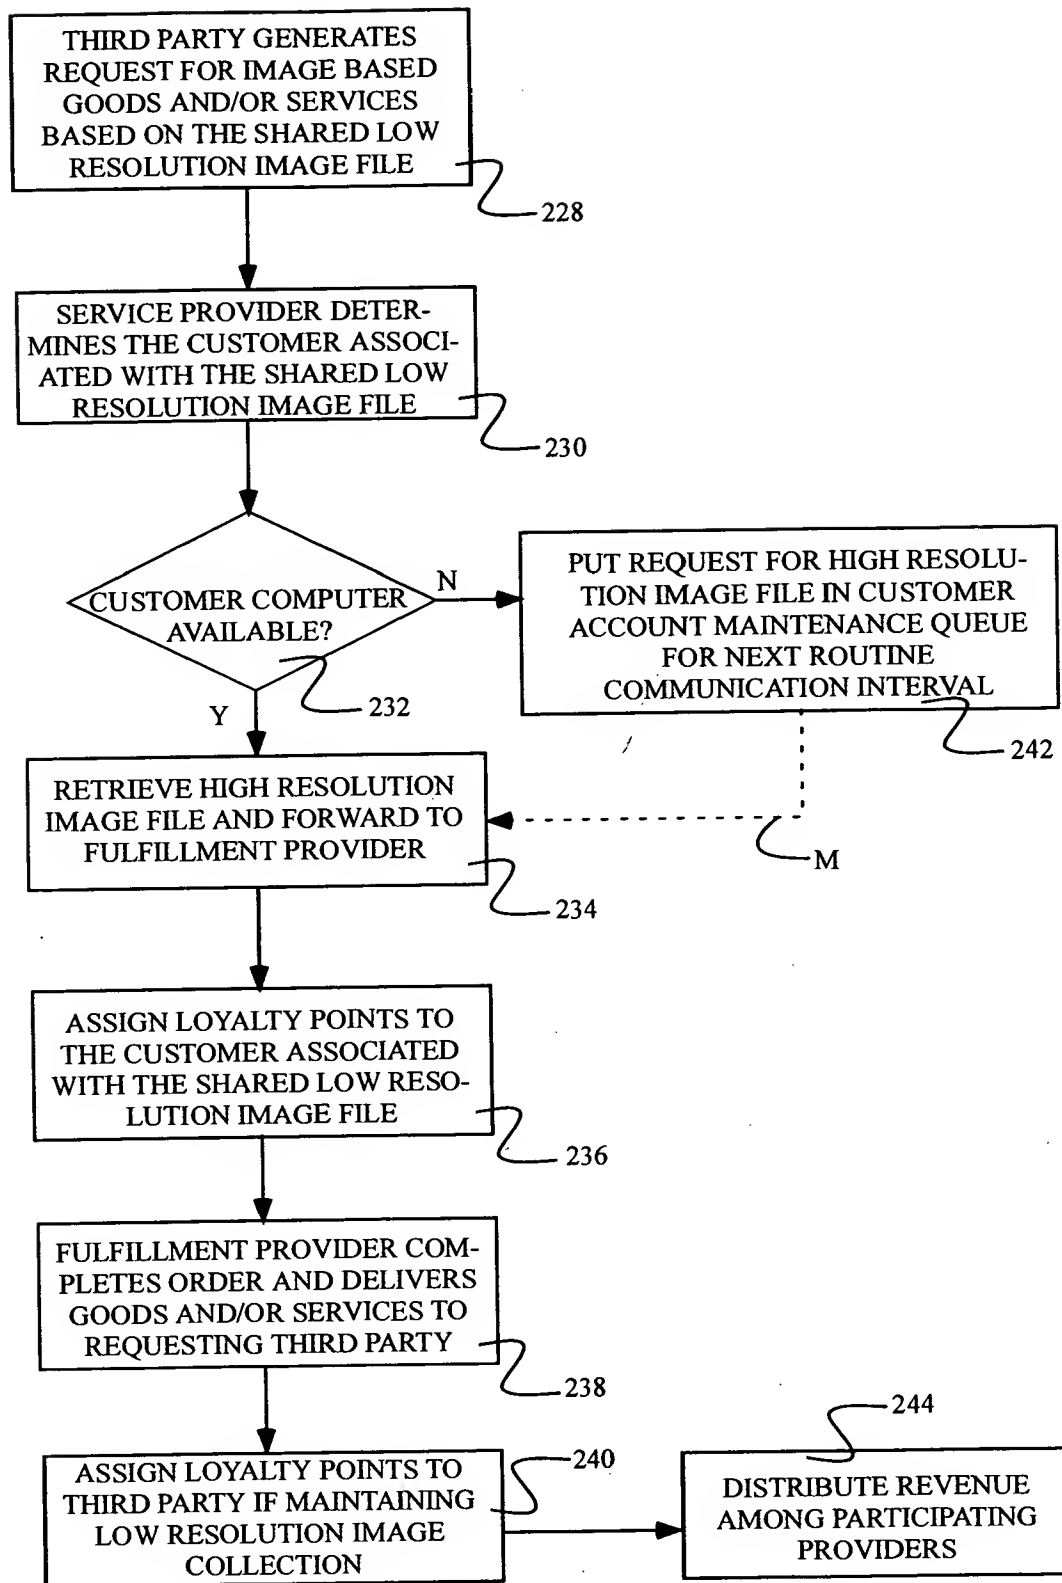 THIRD PARTY GENERATES
REQUEST FOR IMAGE BASED
GOODS AND/OR SERVICES
BASED ON THE SHARED LOW
RESOLUTION IMAGE FILE
228
SERVICE PROVIDER DETER-
MINES THE CUSTOMER ASSOCI-
ATED WITH THE SHARED LOW
RESOLUTION IMAGE FILE
230
CUSTOMER COMPUTER
AVAILABLE?
N
Y
232
PUT REQUEST FOR HIGH RESOLU-
TION IMAGE FILE IN CUSTOMER
ACCOUNT MAINTENANCE QUEUE
FOR NEXT ROUTINE
COMMUNICATION INTERVAL
242
RETRIEVE HIGH RESOLUTION
IMAGE FILE AND FORWARD TO
FULFILLMENT PROVIDER
M
234
ASSIGN LOYALTY POINTS TO
THE CUSTOMER ASSOCIATED
WITH THE SHARED LOW RESO-
LUTION IMAGE FILE
236
FULFILLMENT PROVIDER COM-
PLETES ORDER AND DELIVERS
GOODS AND/OR SERVICES TO
REQUESTING THIRD PARTY
238
ASSIGN LOYALTY POINTS TO
THIRD PARTY IF MAINTAINING
LOW RESOLUTION IMAGE
COLLECTION
240
244
DISTRIBUTE REVENUE
AMONG PARTICIPATING
PROVIDERS